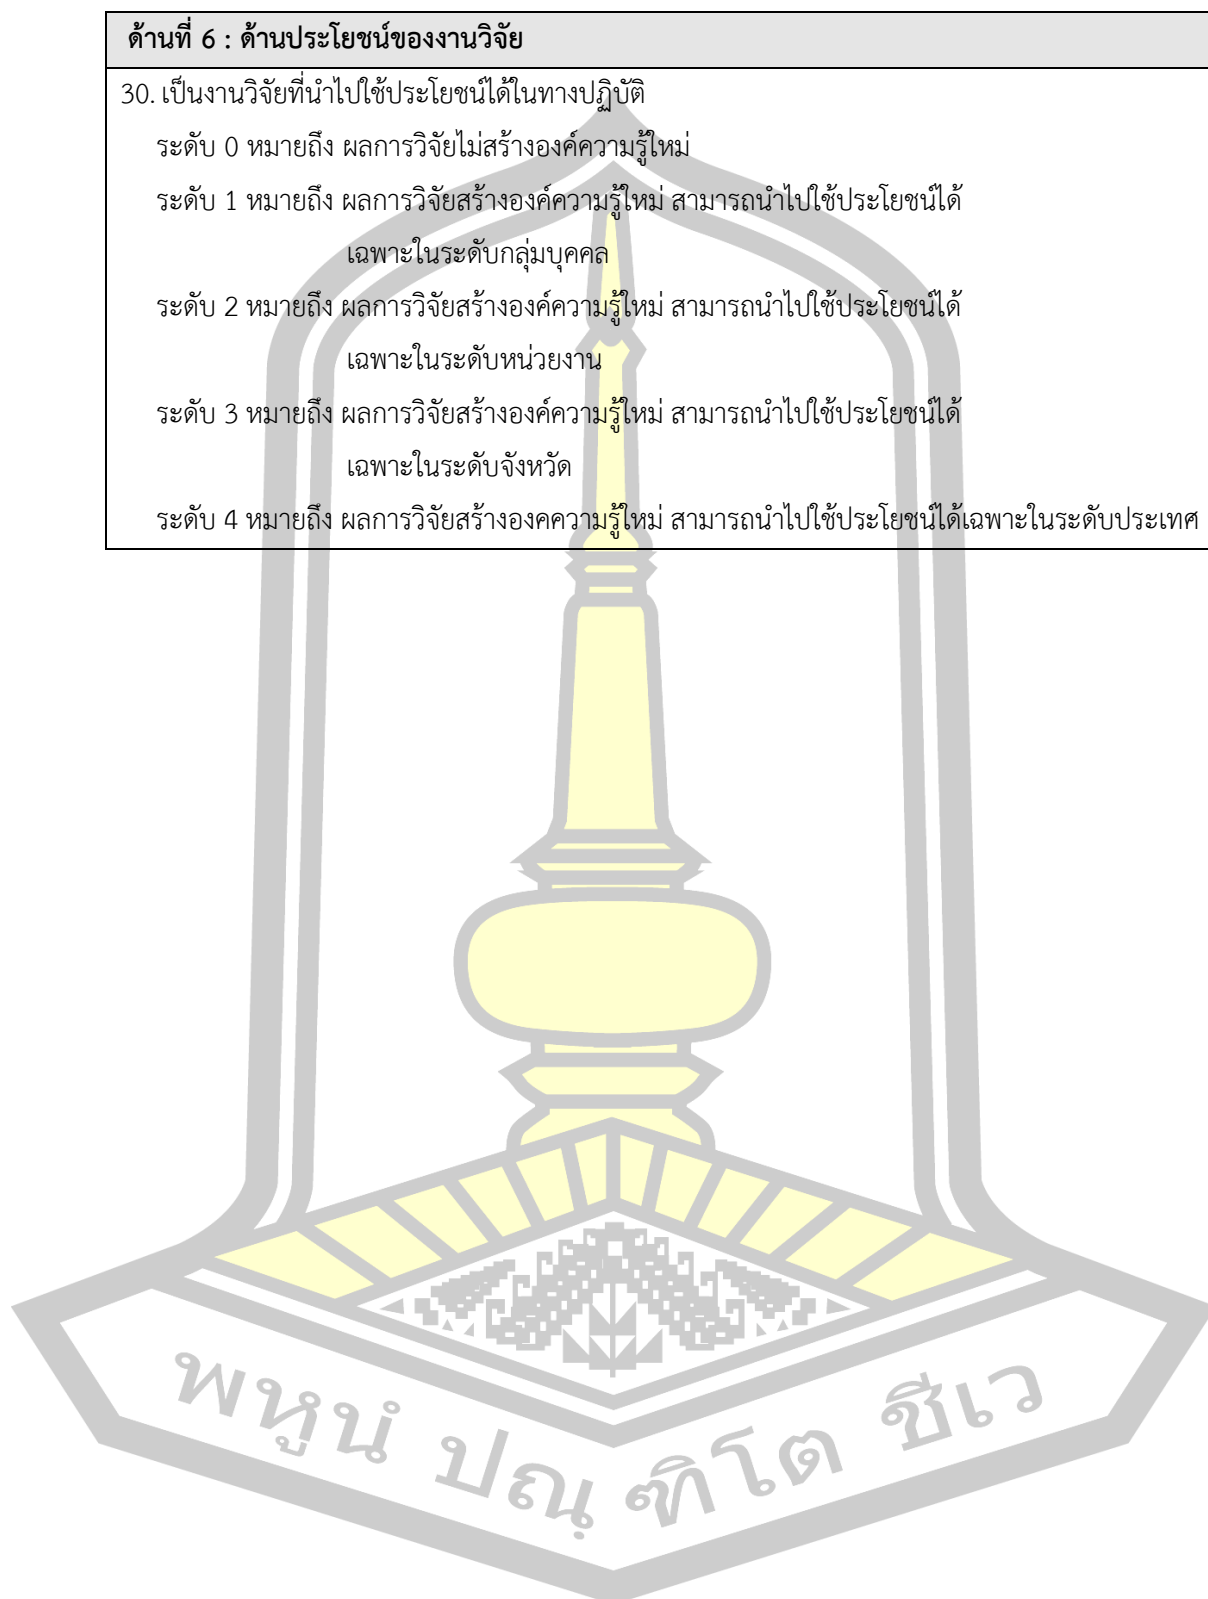 ด้านที่ 6 : ด้านประโยชน์ของงานวิจัย
30. เป็นงานวิจัยที่นำไปใช้ประโยชน์ได้ในทางปฏิบัติ
ระดับ 0 หมายถึง ผลการวิจัยไม่สร้างองค์ความรู้ใหม่
ระดับ 1 หมายถึง ผลการวิจัยสร้างองค์ความรู้ใหม่ สามารถนำไปใช้ประโยชน์ได้
เฉพาะในระดับกลุ่มบุคคล
ระดับ 2 หมายถึง ผลการวิจัยสร้างองค์ความรู้ใหม่ สามารถนำไปใช้ประโยชน์ได้
เฉพาะในระดับหน่วยงาน
ระดับ 3 หมายถึง ผลการวิจัยสร้างองค์ความรู้ใหม่ สามารถนำไปใช้ประโยชน์ได้
เฉพาะในระดับจังหวัด
ระดับ 4 หมายถึง ผลการวิจัยสร้างองคความรู้ใหม่ สามารถนำไปใช้ประโยชน์ได้เฉพาะในระดับประเทศ
พหูนํ ปณฺฑิโต ชีเว